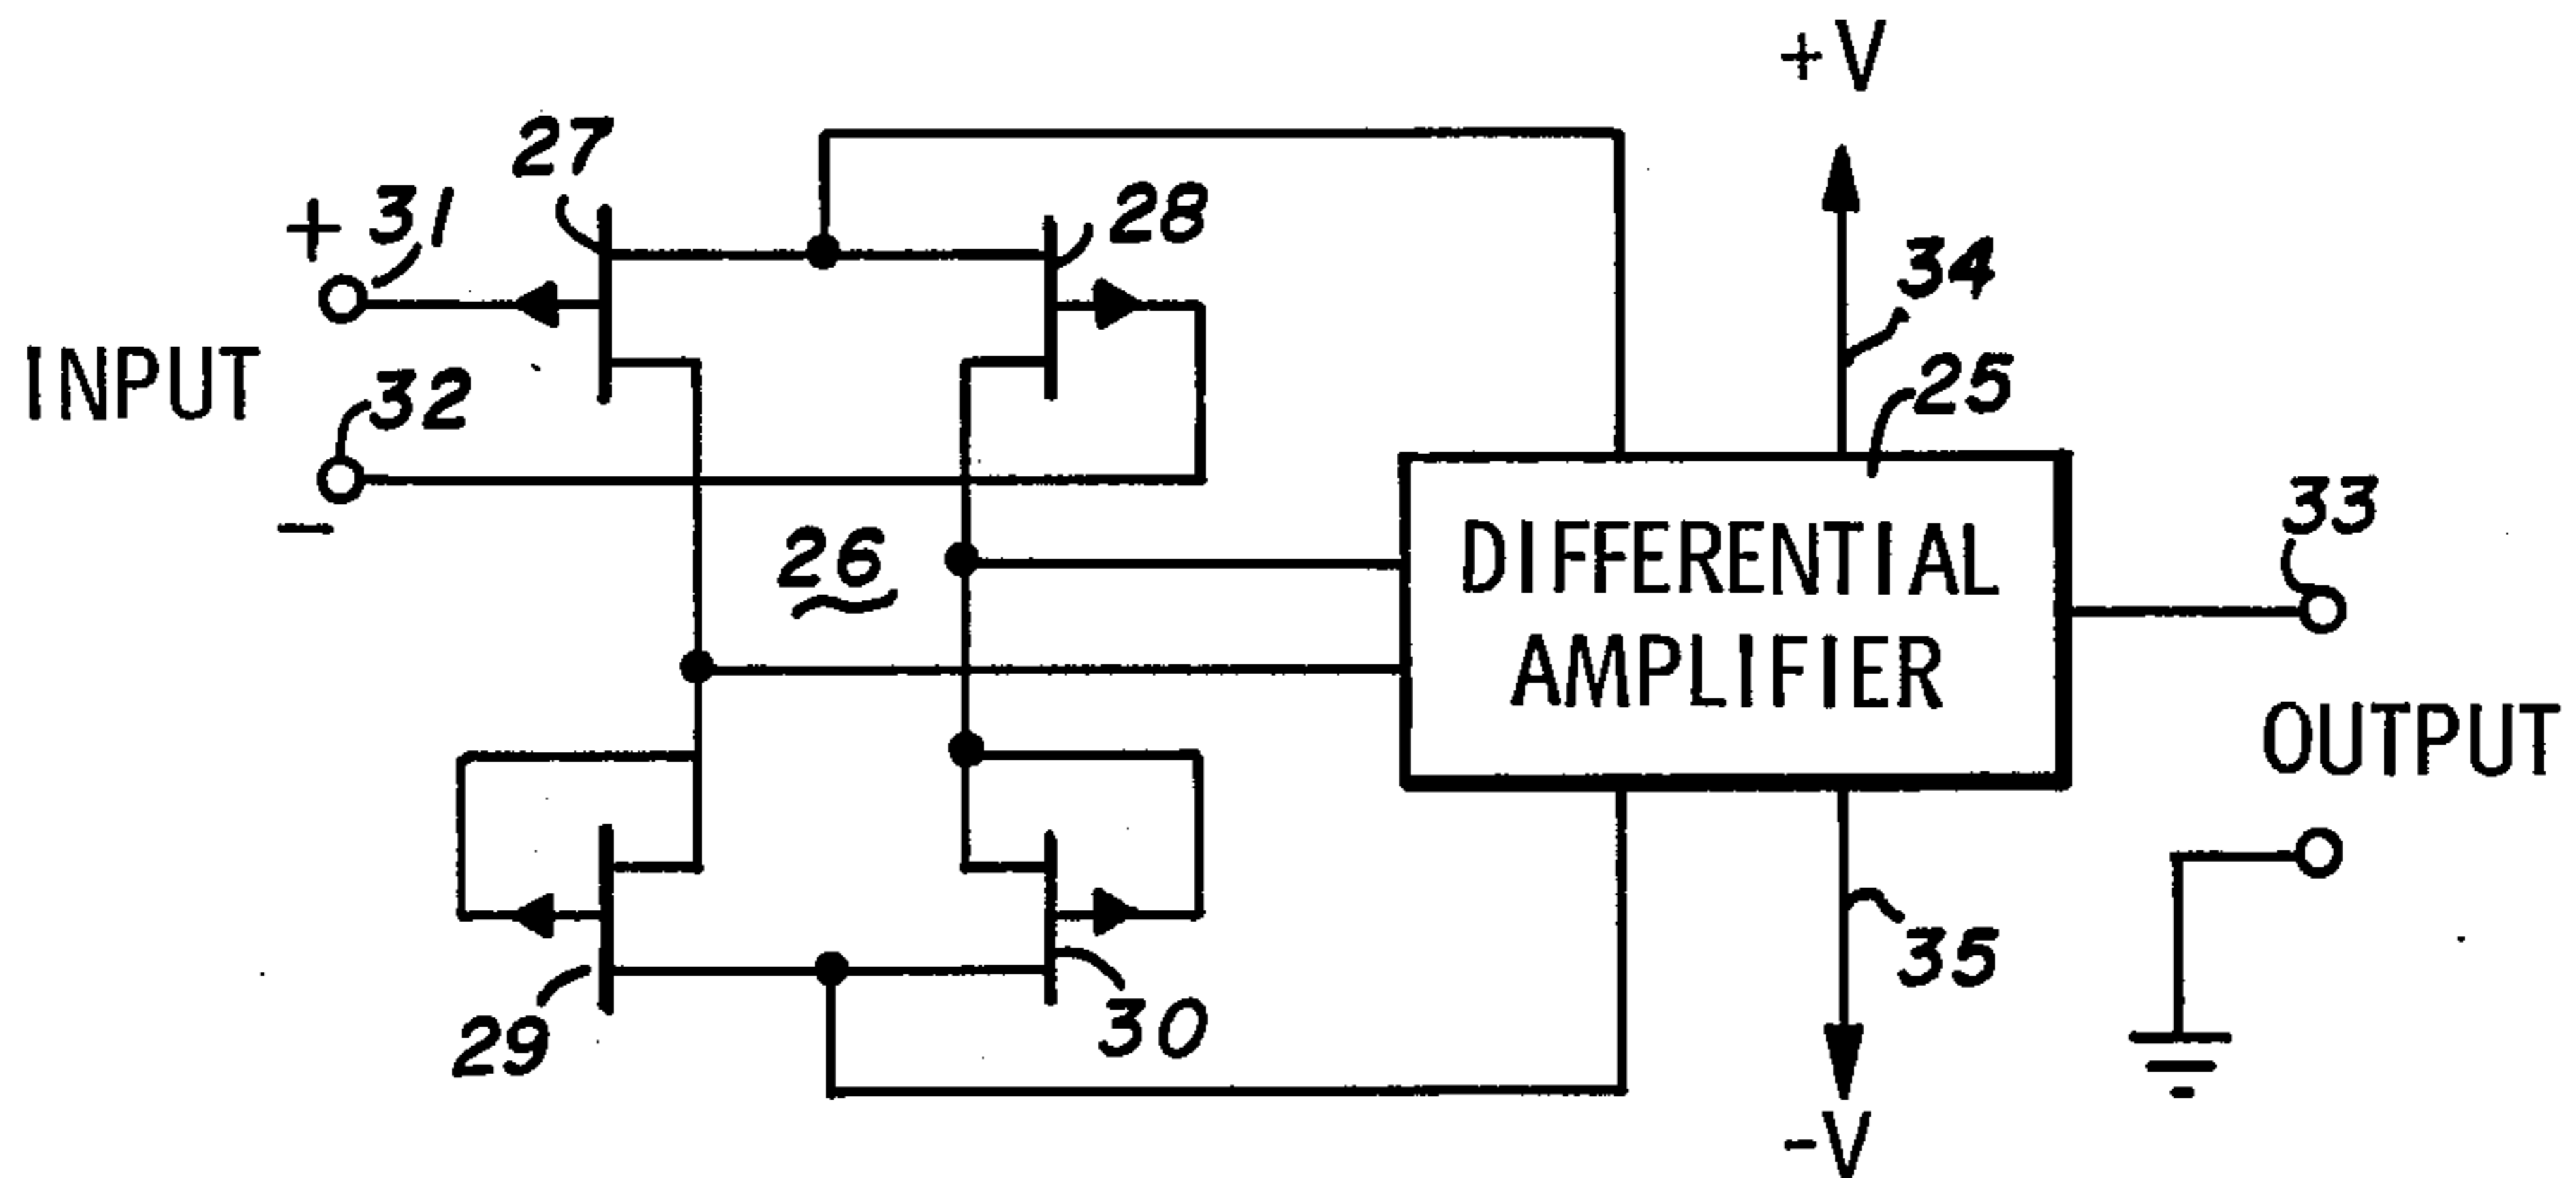 +V
27
+ 31
28
34
INPUT
32
25
-
26
33
DIFFERENTIAL
AMPLIFIER
OUTPUT
35
29
30
-V